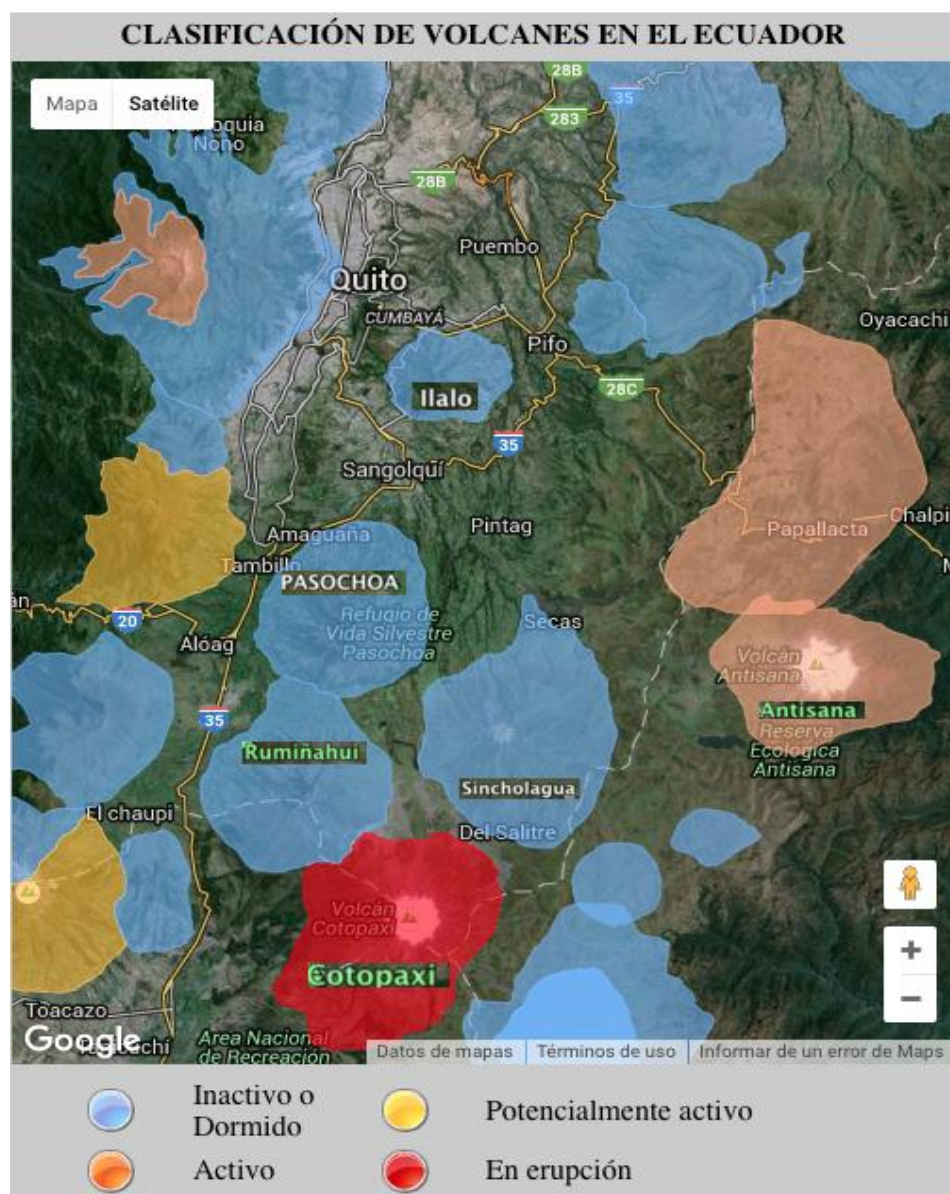 CLASIFICACIÓN DE VOLCANES EN EL ECUADOR
28B
Mapa
Satélite
35
283
oquia
Nono
28B
Puembo
Quito
CUMBAYÁ
Oyacachi
Pifo
28C
Ilalo
35
Sangolquí
Pintag
Chalpi
Papallacta
Amaguaña
Tambillo
PASOCHOA
20
Refugio de
Vida Silvestre
Pasochoa
Secas
Alóag
Volcán
Antisana
Antisana
35
Reserva
Ecológica
Antisana
Rumiñahui
Sincholagua
El chaupi
Del Salitre
Volcán
Cotopaxi
Cotopaxi
Toacazo
Google
Area Nacional
de Recreación
Datos de mapas
Términos de uso
Informar de un error de Maps
Inactivo o
Dormido
Potencialmente activo
Activo
En erupción